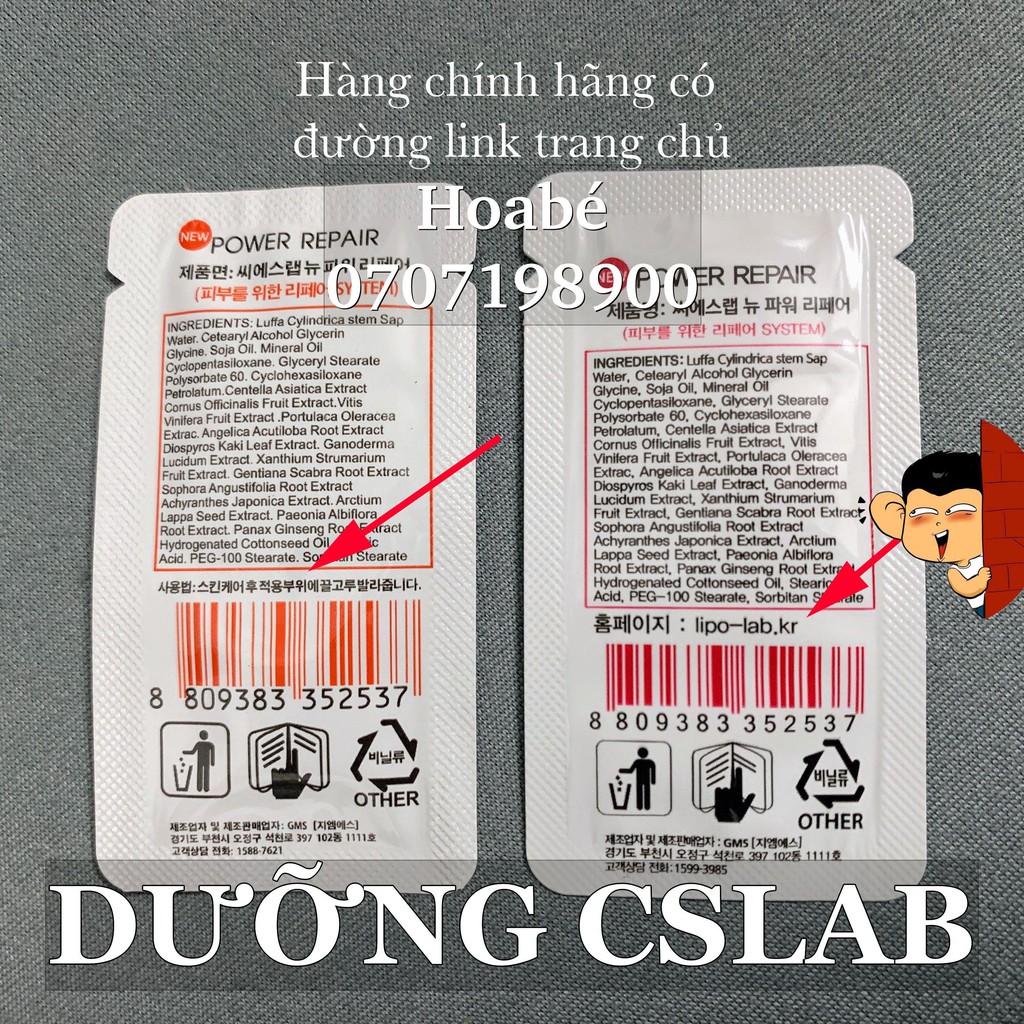 Hàng chính hãng có
đường link trang chủ
Hoabé
0707198900
NEW POWER REPAIR
제품면: 씨에스랩 뉴 파워 리페어
(피부를 위한 리페어 SYSTEM)
INGREDIENTS: Luffa Cylindrica stem Sap
Water. Cetearyl Alcohol Glycerin
Glycine. Soja Oil. Mineral Oil
Cyclopentasiloxane. Glyceryl Stearate
Polysorbate 60. Cyclohexasiloxane
Petrolatum.Centella Asiatica Extract
Cornus Officinalis Fruit Extract.Vitis
Vinifera Fruit Extract .Portulaca Oleracea
Extrac. Angelica Acutiloba Root Extract
Diospyros Kaki Leaf Extract. Ganoderma
Lucidum Extract. Xanthium Strumarium
Fruit Extract. Gentiana Scabra Root Extract
Sophora Angustifolia Root Extract
Achyranthes Japonica Extract. Arctium
Lappa Seed Extract. Paeonia Albiflora
Root Extract. Panax Ginseng Extract
Hydrogenated Cottonseed Oil.
Acid. PEG-100 Stearate. Stearate
사용법: 스킨케어 후 적용부위에 끌고루 발라줍니다.
8 809383 352537
비닐류
OTHER
제조업자 및 제조판매업자: GMS [지엠에스]
경기도 부천시 오정구 석천로 397 102동 1111호
고객상담 전화: 1588-7621
NEW POWER REPAIR
제품명: 씨에스랩 뉴 파워 리페어
(피부를 위한 리페어 SYSTEM)
INGREDIENTS: Luffa Cylindrica stem Sap
Water, Cetearyl Alcohol Glycerin
Glycine, Soja Oil, Mineral Oil
Cyclopentasiloxane, Glyceryl Stearate
Polysorbate 60, Cyclohexasiloxane
Petrolatum, Centella Asiatica Extract
Cornus Officinalis Fruit Extract, Vitis
Vinifera Fruit Extract, Portulaca Oleracea
Extrac, Angelica Acutiloba Root Extract
Diospyros Kaki Leaf Extract, Ganoderma
Lucidum Extract, Xanthium Strumarium
Fruit Extract, Gentiana Scabra Root Extract
Sophora Angustifolia Root Extract
Achyranthes Japonica Extract, Arctium
Lappa Seed Extract, Paeonia Albiflora
Root Extract, Panax Ginseng Root
Hydrogenated Cottonseed Oil, Stearic
Acid, PEG-100 Stearate, Sorbitan
홈페이지 : lipo-lab.kr
8 809383 352537
비닐류
OTHER
제조업자 및 제조판매업자 : GMS [지엠에스]
경기도 부천시 오정구 석천로 397 102동 1111호
고객상담 전화: 1599-3985
DƯỠNG CSLAB